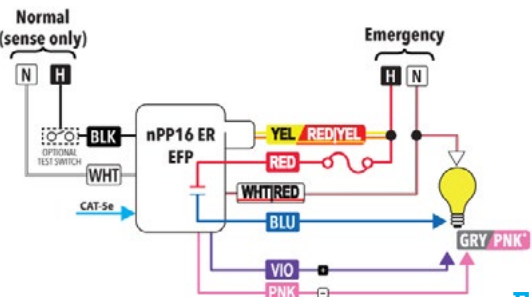 Normal
(sense only)
N H
Emergency
H N
BLK
OPTIONAL
TEST SWITCH
WHT
CAT-5e
nPP16 ER
EFP
YEL / RED|YEL
RED
WHT|RED
BLU
GRY / PNK*
VIO
PNK